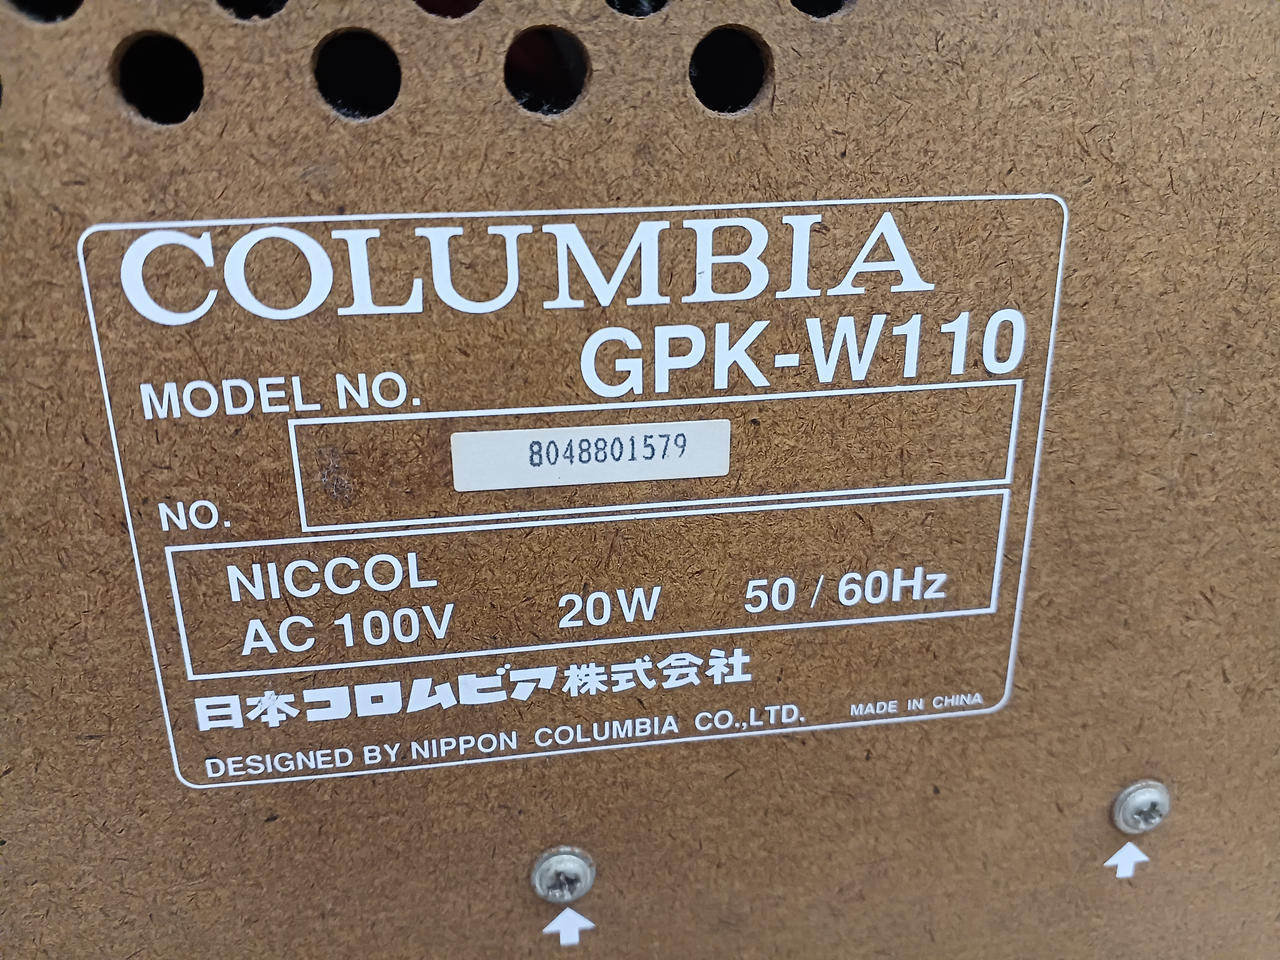 COLUMBIA
MODEL NO. GPK-W110
NO. 8048801579
NICCOL
AC 100V 20W 50 / 60Hz
日本コロムビア株式会社
DESIGNED BY NIPPON COLUMBIA CO.,LTD. MADE IN CHINA